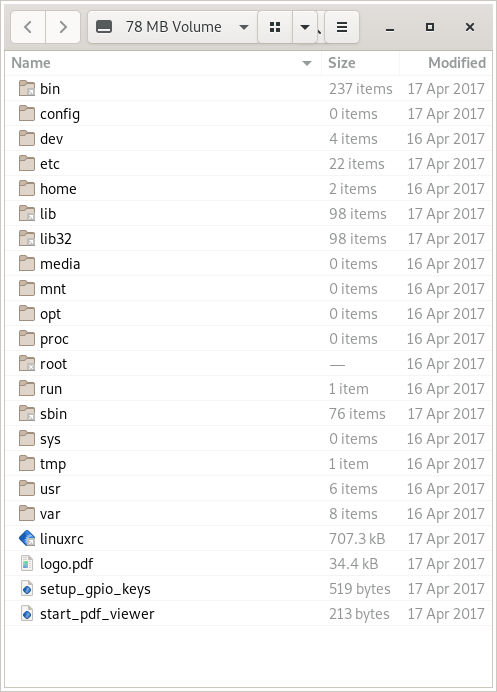 78 MB Volume
Name Size Modified
bin 237 items 17 Apr 2017
config 0 items 17 Apr 2017
dev 4 items 16 Apr 2017
etc 22 items 17 Apr 2017
home 2 items 16 Apr 2017
lib 98 items 17 Apr 2017
lib32 98 items 17 Apr 2017
media 0 items 16 Apr 2017
mnt 0 items 16 Apr 2017
opt 0 items 16 Apr 2017
proc 0 items 16 Apr 2017
root — 16 Apr 2017
run 1 item 16 Apr 2017
sbin 76 items 17 Apr 2017
sys 0 items 16 Apr 2017
tmp 1 item 16 Apr 2017
usr 6 items 16 Apr 2017
var 8 items 16 Apr 2017
linuxrc 707.3 kB 17 Apr 2017
logo.pdf 34.4 kB 17 Apr 2017
setup_gpio_keys 519 bytes 17 Apr 2017
start_pdf_viewer 213 bytes 17 Apr 2017